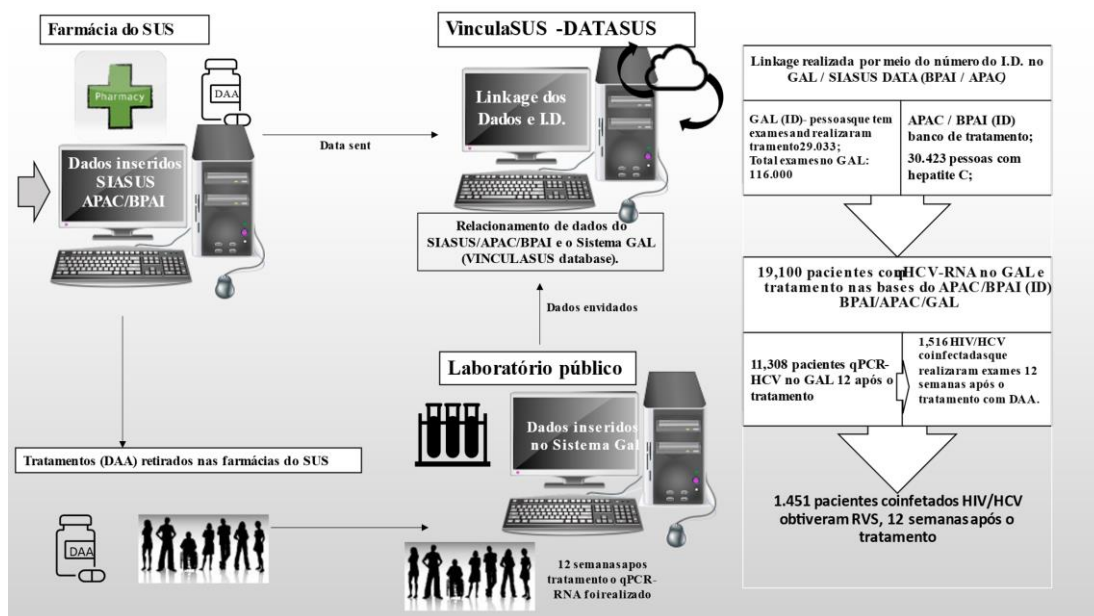 Farmácia do SUS
Pharmacy
DAA
Dados inseridos
SIASUS
APAC/BPAI
Data sent
VinculaSUS -DATASUS
Linkage dos
Dados e I.D.
Relacionamento de dados do
SIASUS/APAC/BPAI e o Sistema GAL
(VINCULASUS database).
Dados envidados
Laboratório público
Dados inseridos
no Sistema Gal
Tratamentos (DAA) retirados nas farmácias do SUS
DAA
12 semanas apos
tratamento o qPCR-
RNA foi realizado
Linkage realizada por meio do número do I.D. no
GAL / SIASUS DATA (BPAI / APAC)
GAL (ID)- pessoasque tem
exames and realizaram
tramento29.033;
Total exames no GAL:
116.000
APAC / BPAI (ID)
banco de tratamento;
30.423 pessoas com
hepatite C;
19,100 pacientes com qHCV-RNA no GAL e
tratamento nas bases do APAC/BPAI (ID)
BPAI/APAC/GAL
11,308 pacientes qPCR-
HCV no GAL 12 após o
tratamento
1,516 HIV/HCV
coinfectadasque
realizaram exames 12
semanas após o
tratamento com DAA.
1.451 pacientes coinfetados HIV/HCV
obtiveram RVS, 12 semanas após o
tratamento